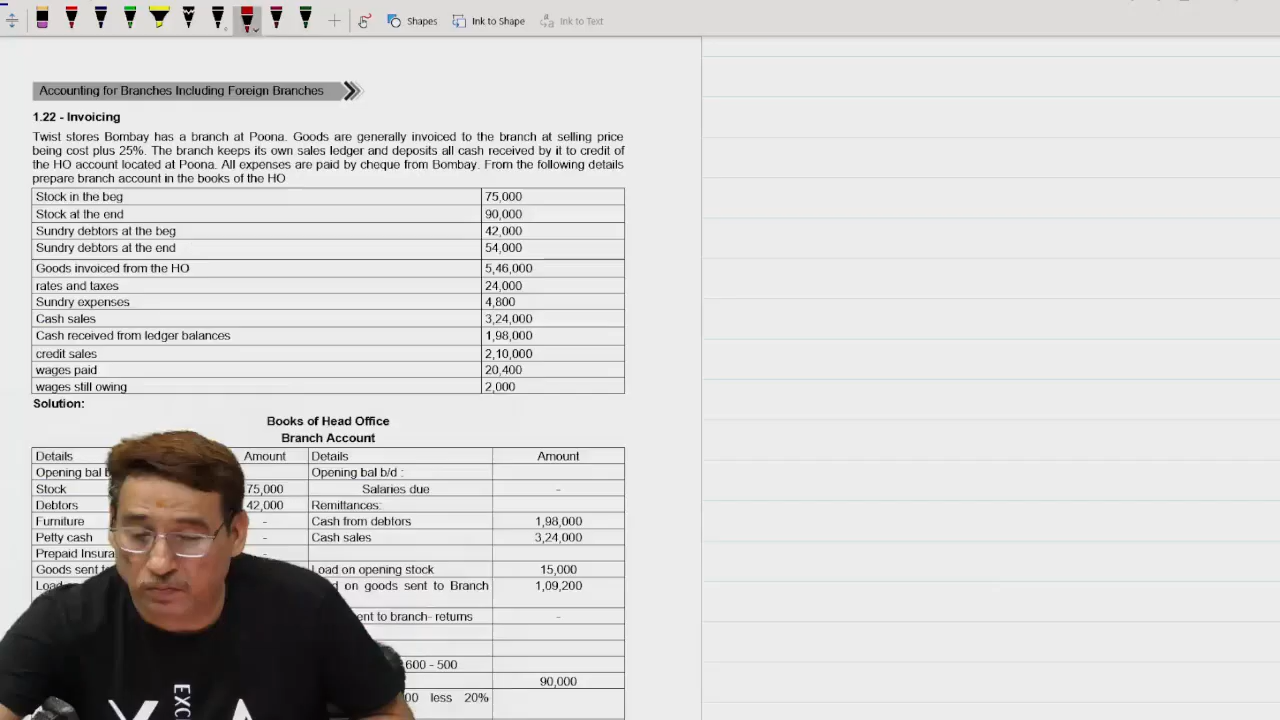 Shapes
Ink to Shape
Ink to Text
Accounting for Branches Including Foreign Branches
1.22 - Invoicing
Twist stores Bombay has a branch at Poona. Goods are generally invoiced to the branch at selling price
being cost plus 25%. The branch keeps its own sales ledger and deposits all cash received by it to credit of
the HO account located at Poona. All expenses are paid by cheque from Bombay. From the following details
prepare branch account in the books of the HO
Stock in the beg 75,000
Stock at the end 90,000
Sundry debtors at the beg 42,000
Sundry debtors at the end 54,000
Goods invoiced from the HO 5,46,000
rates and taxes 24,000
Sundry expenses 4,800
Cash sales 3,24,000
Cash received from ledger balances 1,98,000
credit sales 2,10,000
wages paid 20,400
wages still owing 2,000
Solution:
Books of Head Office
Branch Account
Details Amount Details Amount
Opening bal Opening bal b/d :
Stock 75,000 Salaries due -
Debtors 42,000 Remittances:
Furniture - Cash from debtors 1,98,000
Petty cash - Cash sales 3,24,000
Prepaid -
Goods sent Load on opening stock 15,000
on goods sent to Branch 1,09,200
to branch- returns -
600 - 500
90,000
less 20%
EXC